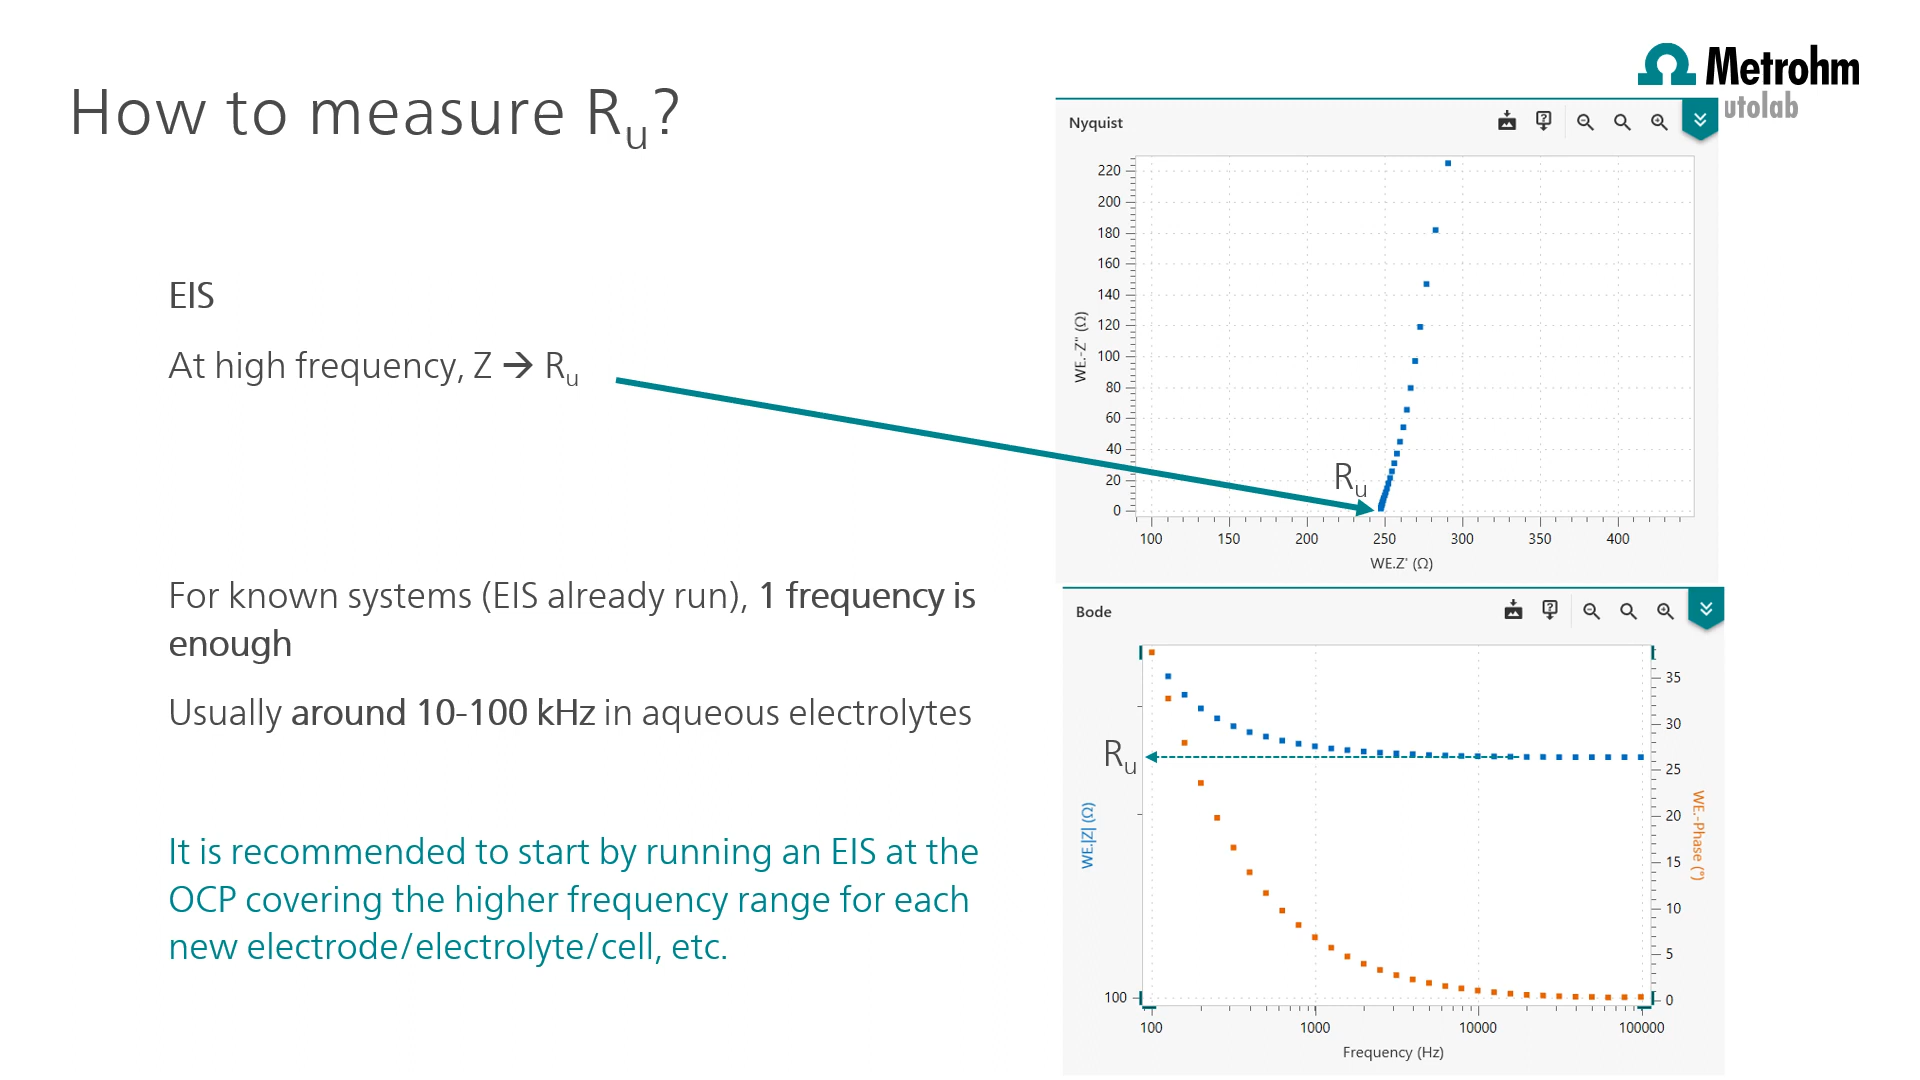 How to measure Ru?
Metrohm
utolab
EIS
At high frequency, Z → Ru
For known systems (EIS already run), 1 frequency is
enough
Usually around 10-100 kHz in aqueous electrolytes
It is recommended to start by running an EIS at the
OCP covering the higher frequency range for each
new electrode/electrolyte/cell, etc.
Nyquist
220
200
180
160
140
120
100
80
60
40
20
0
WE.-Z'' (Ω)
Ru
100 150 200 250 300 350 400
WE.Z' (Ω)
Bode
Ru
WE.|Z| (Ω)
100
35
30
25
20
15
10
5
0
WE.-Phase (°)
100 1000 10000 100000
Frequency (Hz)